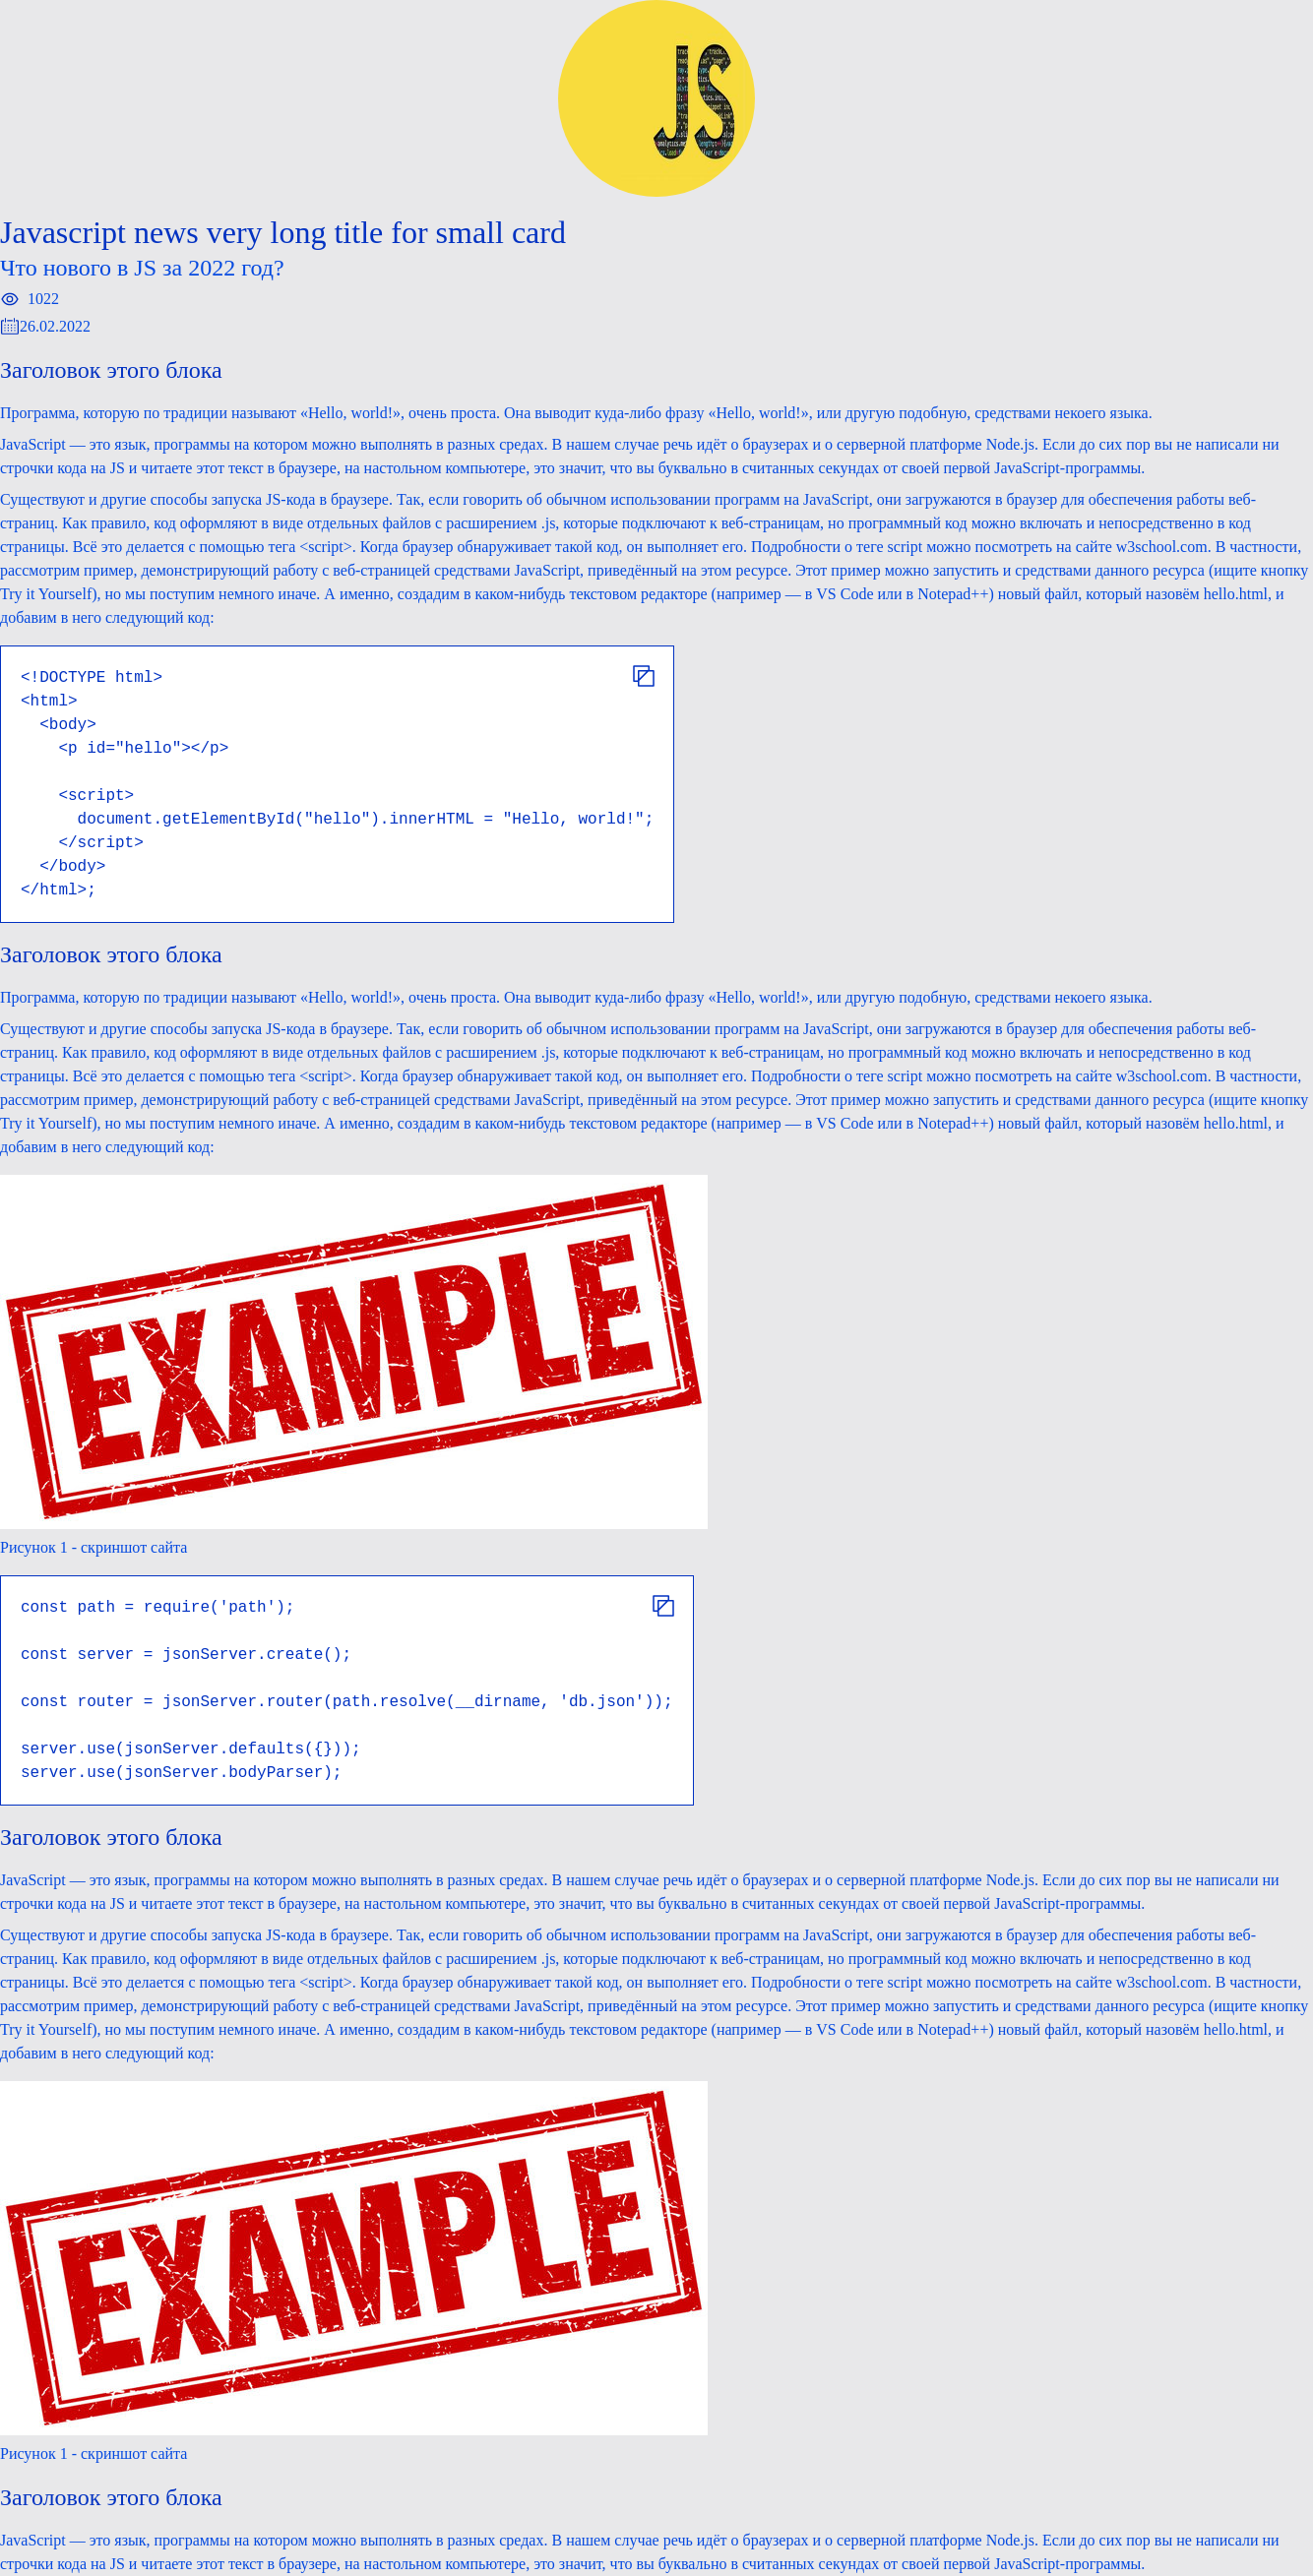 JS
Javascript news very long title for small card
Что нового в JS за 2022 год?
1022
26.02.2022
Заголовок этого блока
Программа, которую по традиции называют «Hello, world!», очень проста. Она выводит куда-либо фразу «Hello, world!», или другую подобную, средствами некоего языка.
JavaScript — это язык, программы на котором можно выполнять в разных средах. В нашем случае речь идёт о браузерах и о серверной платформе Node.js. Если до сих пор вы не написали ни
строчки кода на JS и читаете этот текст в браузере, на настольном компьютере, это значит, что вы буквально в считанных секундах от своей первой JavaScript-программы.
Существуют и другие способы запуска JS-кода в браузере. Так, если говорить об обычном использовании программ на JavaScript, они загружаются в браузер для обеспечения работы веб-
страниц. Как правило, код оформляют в виде отдельных файлов с расширением .js, которые подключают к веб-страницам, но программный код можно включать и непосредственно в код
страницы. Всё это делается с помощью тега <script>. Когда браузер обнаруживает такой код, он выполняет его. Подробности о теге script можно посмотреть на сайте w3school.com. В частности,
рассмотрим пример, демонстрирующий работу с веб-страницей средствами JavaScript, приведённый на этом ресурсе. Этот пример можно запустить и средствами данного ресурса (ищите кнопку
Try it Yourself), но мы поступим немного иначе. А именно, создадим в каком-нибудь текстовом редакторе (например — в VS Code или в Notepad++) новый файл, который назовём hello.html, и
добавим в него следующий код:
<!DOCTYPE html>
<html>
  <body>
    <p id="hello"></p>
    <script>
      document.getElementById("hello").innerHTML = "Hello, world!";
    </script>
  </body>
</html>;
Заголовок этого блока
Программа, которую по традиции называют «Hello, world!», очень проста. Она выводит куда-либо фразу «Hello, world!», или другую подобную, средствами некоего языка.
Существуют и другие способы запуска JS-кода в браузере. Так, если говорить об обычном использовании программ на JavaScript, они загружаются в браузер для обеспечения работы веб-
страниц. Как правило, код оформляют в виде отдельных файлов с расширением .js, которые подключают к веб-страницам, но программный код можно включать и непосредственно в код
страницы. Всё это делается с помощью тега <script>. Когда браузер обнаруживает такой код, он выполняет его. Подробности о теге script можно посмотреть на сайте w3school.com. В частности,
рассмотрим пример, демонстрирующий работу с веб-страницей средствами JavaScript, приведённый на этом ресурсе. Этот пример можно запустить и средствами данного ресурса (ищите кнопку
Try it Yourself), но мы поступим немного иначе. А именно, создадим в каком-нибудь текстовом редакторе (например — в VS Code или в Notepad++) новый файл, который назовём hello.html, и
добавим в него следующий код:
EXAMPLE
Рисунок 1 - скриншот сайта
const path = require('path');
const server = jsonServer.create();
const router = jsonServer.router(path.resolve(__dirname, 'db.json'));
server.use(jsonServer.defaults({}));
server.use(jsonServer.bodyParser);
Заголовок этого блока
JavaScript — это язык, программы на котором можно выполнять в разных средах. В нашем случае речь идёт о браузерах и о серверной платформе Node.js. Если до сих пор вы не написали ни
строчки кода на JS и читаете этот текст в браузере, на настольном компьютере, это значит, что вы буквально в считанных секундах от своей первой JavaScript-программы.
Существуют и другие способы запуска JS-кода в браузере. Так, если говорить об обычном использовании программ на JavaScript, они загружаются в браузер для обеспечения работы веб-
страниц. Как правило, код оформляют в виде отдельных файлов с расширением .js, которые подключают к веб-страницам, но программный код можно включать и непосредственно в код
страницы. Всё это делается с помощью тега <script>. Когда браузер обнаруживает такой код, он выполняет его. Подробности о теге script можно посмотреть на сайте w3school.com. В частности,
рассмотрим пример, демонстрирующий работу с веб-страницей средствами JavaScript, приведённый на этом ресурсе. Этот пример можно запустить и средствами данного ресурса (ищите кнопку
Try it Yourself), но мы поступим немного иначе. А именно, создадим в каком-нибудь текстовом редакторе (например — в VS Code или в Notepad++) новый файл, который назовём hello.html, и
добавим в него следующий код:
EXAMPLE
Рисунок 1 - скриншот сайта
Заголовок этого блока
JavaScript — это язык, программы на котором можно выполнять в разных средах. В нашем случае речь идёт о браузерах и о серверной платформе Node.js. Если до сих пор вы не написали ни
строчки кода на JS и читаете этот текст в браузере, на настольном компьютере, это значит, что вы буквально в считанных секундах от своей первой JavaScript-программы.